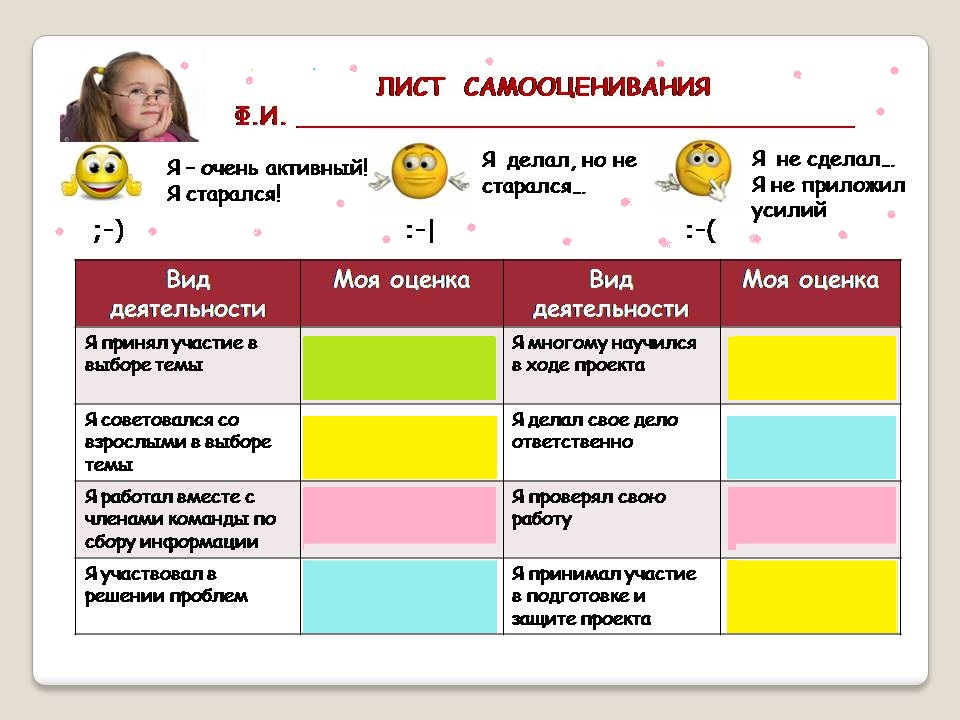 ЛИСТ САМООЦЕНИВАНИЯ
Ф.И. ________________________________________
Я – очень активный!
Я старался!
;-)
Я делал, но не
старался...
:-|
Я не сделал...
Я не приложил
усилий
:-(
Вид
деятельности
Моя оценка
Вид
деятельности
Моя оценка
Я принял участие в
выборе темы
Я многому научился
в ходе проекта
Я советовался со
взрослыми в выборе
темы
Я делал свое дело
ответственно
Я работал вместе с
членами команды по
сбору информации
Я проверял свою
работу
Я участвовал в
решении проблем
Я принимал участие
в подготовке и
защите проекта